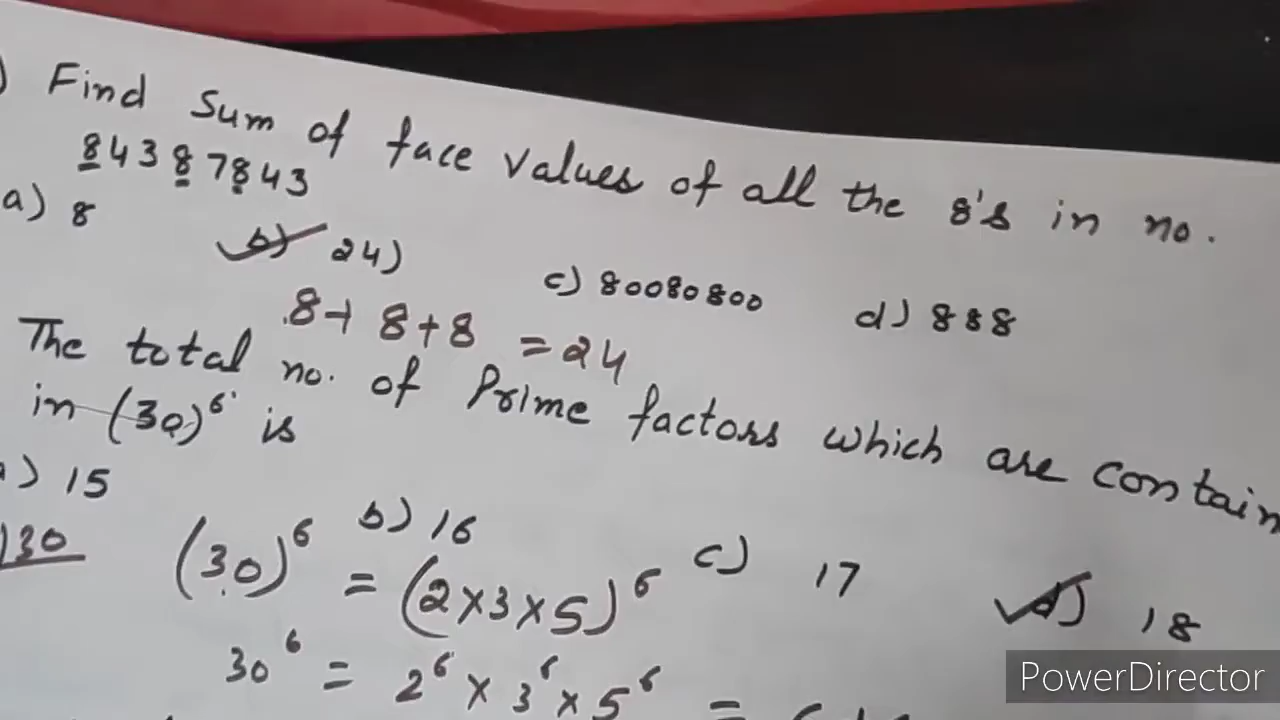 ) Find Sum of face values of all the 8's in no.
84387843
a) 8 b) 24) c) 80080800 d) 888
8+ 8+8 = 24
The total no. of Prime factors which are contain
in (30)⁶ is
) 15 b) 16 c) 17 d) 18
)30 (30)⁶ = (2×3×5)⁶
30⁶ = 2⁶ × 3⁶ × 5⁶ =
PowerDirector